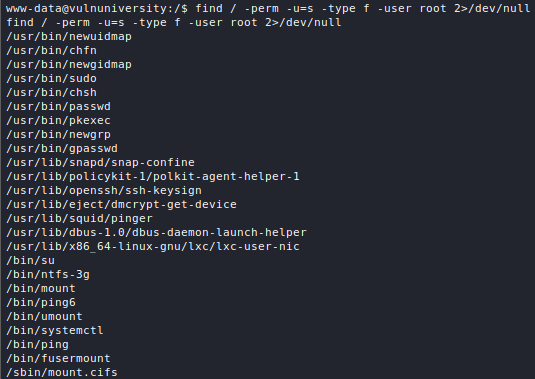 www-data@vulnuniversity:/$ find / -perm -u=s -type f -user root 2>/dev/null
find / -perm -u=s -type f -user root 2>/dev/null
/usr/bin/newuidmap
/usr/bin/chfn
/usr/bin/newgidmap
/usr/bin/sudo
/usr/bin/chsh
/usr/bin/passwd
/usr/bin/pkexec
/usr/bin/newgrp
/usr/bin/gpasswd
/usr/lib/snapd/snap-confine
/usr/lib/policykit-1/polkit-agent-helper-1
/usr/lib/openssh/ssh-keysign
/usr/lib/eject/dmcrypt-get-device
/usr/lib/squid/pinger
/usr/lib/dbus-1.0/dbus-daemon-launch-helper
/usr/lib/x86_64-linux-gnu/lxc/lxc-user-nic
/bin/su
/bin/ntfs-3g
/bin/mount
/bin/ping6
/bin/umount
/bin/systemctl
/bin/ping
/bin/fusermount
/sbin/mount.cifs